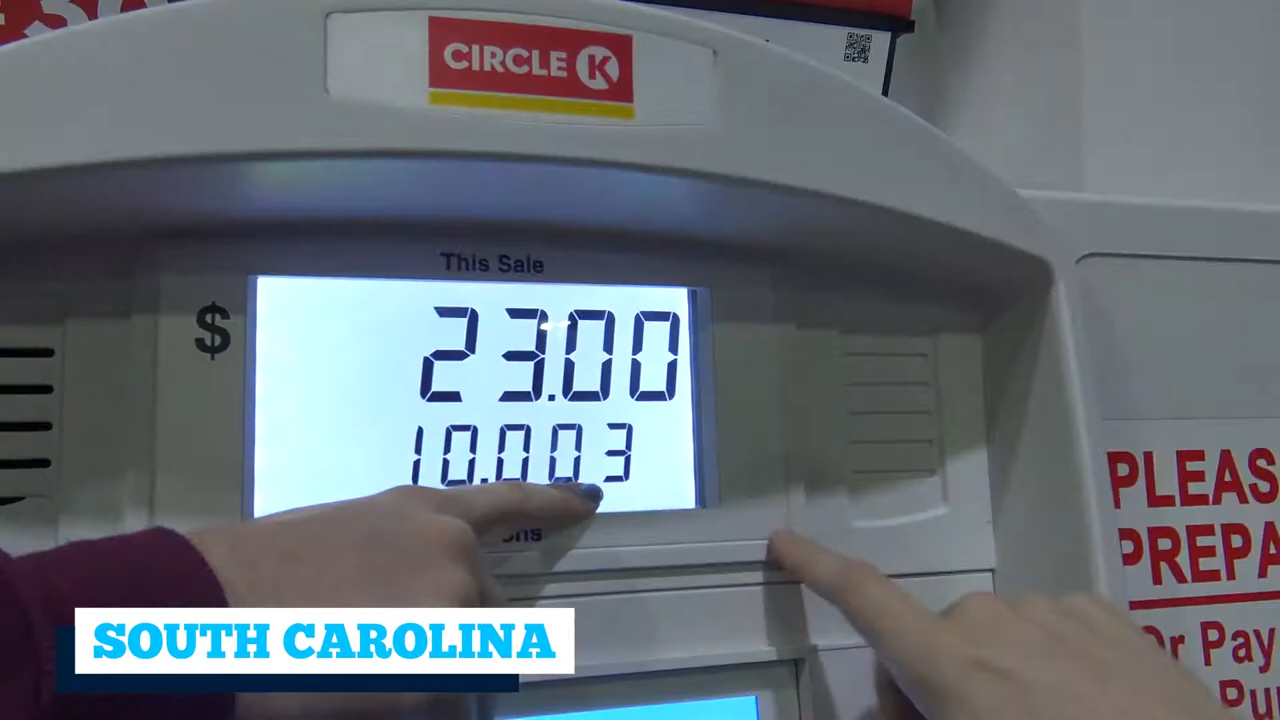 CIRCLE K
This Sale
$ 23.00
10.003
PLEAS
PREPA
Or Pay
SOUTH CAROLINA